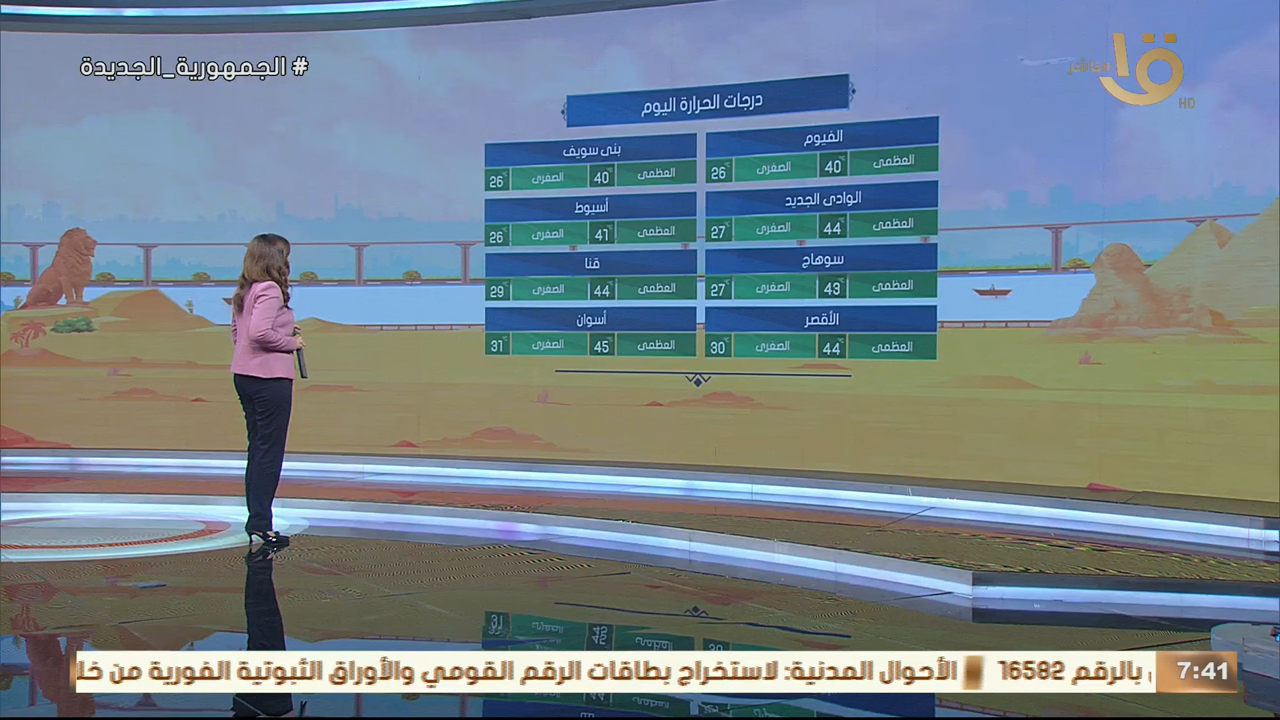 #الجمهورية_الجديدة
مباشر
HD
درجات الحرارة اليوم
الفيوم
العظمى 40°c الصغرى 26°c
بنى سويف
العظمى 40°c الصغرى 26°c
الوادى الجديد
العظمى 44°c الصغرى 27°c
أسيوط
العظمى 41°c الصغرى 26°c
سوهاج
العظمى 43°c الصغرى 27°c
قنا
العظمى 44°c الصغرى 29°c
الأقصر
العظمى 44°c الصغرى 30°c
أسوان
العظمى 45°c الصغرى 31°c
7:41
بالرقم 16582 الأحوال المدنية: لاستخراج بطاقات الرقم القومي والأوراق الثبوتية الفورية من